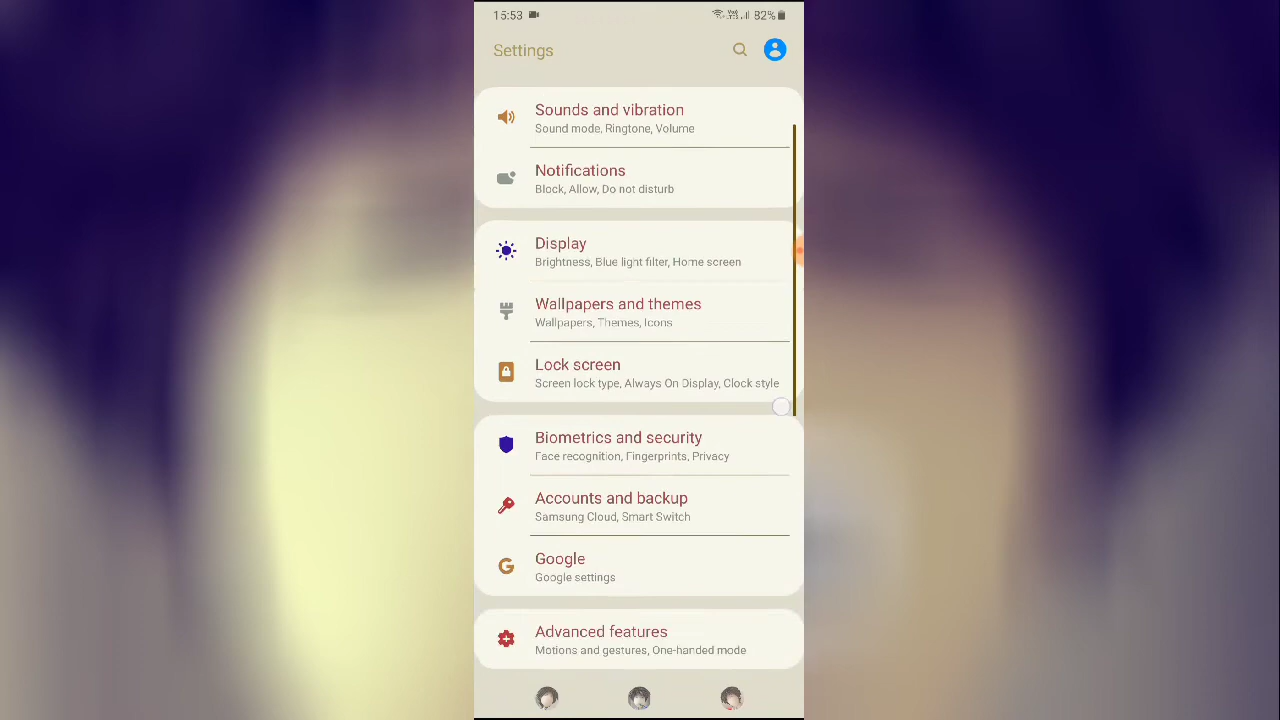 15:53 82%
Settings
Sounds and vibration
Sound mode, Ringtone, Volume
Notifications
Block, Allow, Do not disturb
Display
Brightness, Blue light filter, Home screen
Wallpapers and themes
Wallpapers, Themes, Icons
Lock screen
Screen lock type, Always On Display, Clock style
Biometrics and security
Face recognition, Fingerprints, Privacy
Accounts and backup
Samsung Cloud, Smart Switch
Google
Google settings
Advanced features
Motions and gestures, One-handed mode